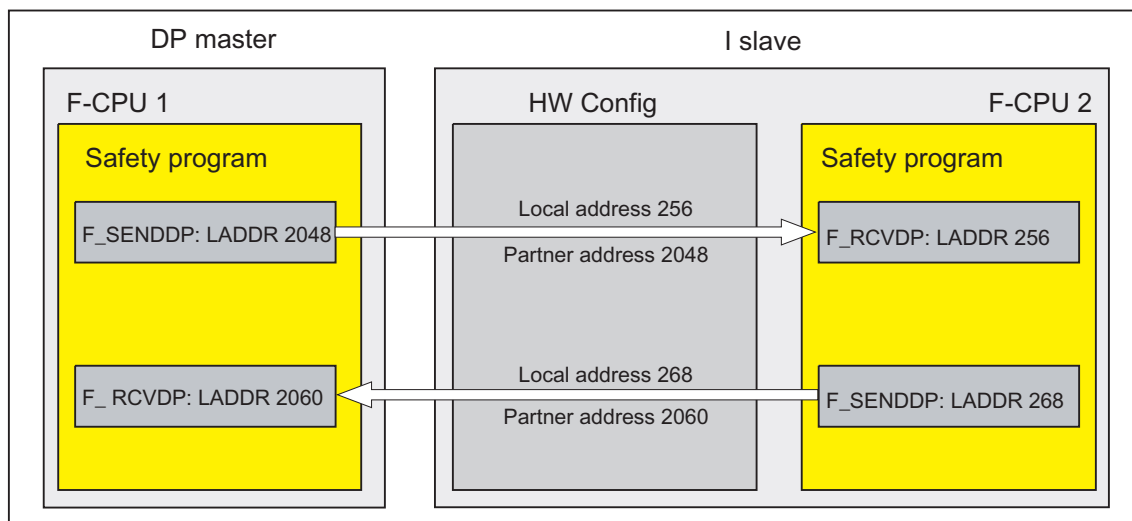 DP master
I slave
F-CPU 1
HW Config
F-CPU 2
Safety program
Safety program
F_SENDDP: LADDR 2048
Local address 256
Partner address 2048
F_RCVDP: LADDR 256
F_ RCVDP: LADDR 2060
Local address 268
Partner address 2060
F_SENDDP: LADDR 268